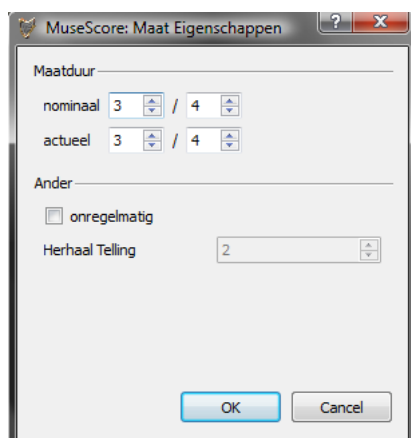 MuseScore: Maat Eigenschappen
Maatduur
nominaal 3 / 4
actueel 3 / 4
Ander
onregelmatig
Herhaal Telling 2
OK Cancel